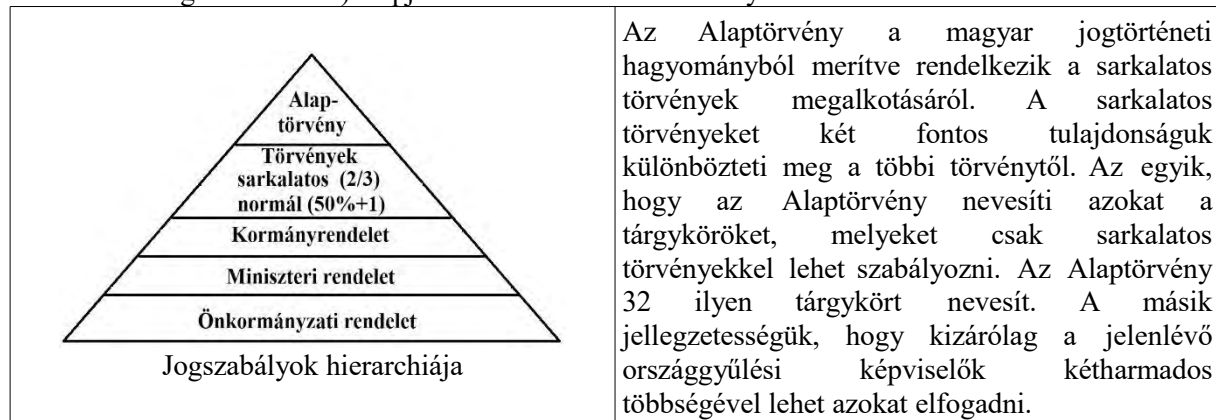 Alap-
törvény
Törvények
sarkalatos (2/3)
normál (50%+1)
Kormányrendelet
Miniszteri rendelet
Önkormányzati rendelet
Jogszabályok hierarchiája
Az Alaptörvény a magyar jogtörténeti
hagyományból merítve rendelkezik a sarkalatos
törvények megalkotásáról. A sarkalatos
törvényeket két fontos tulajdonságuk
különbözteti meg a többi törvénytől. Az egyik,
hogy az Alaptörvény nevesíti azokat a
tárgyköröket, melyeket csak sarkalatos
törvényekkel lehet szabályozni. Az Alaptörvény
32 ilyen tárgykört nevesít. A másik
jellegzetességük, hogy kizárólag a jelenlévő
országgyűlési képviselők kétharmados
többségével lehet azokat elfogadni.